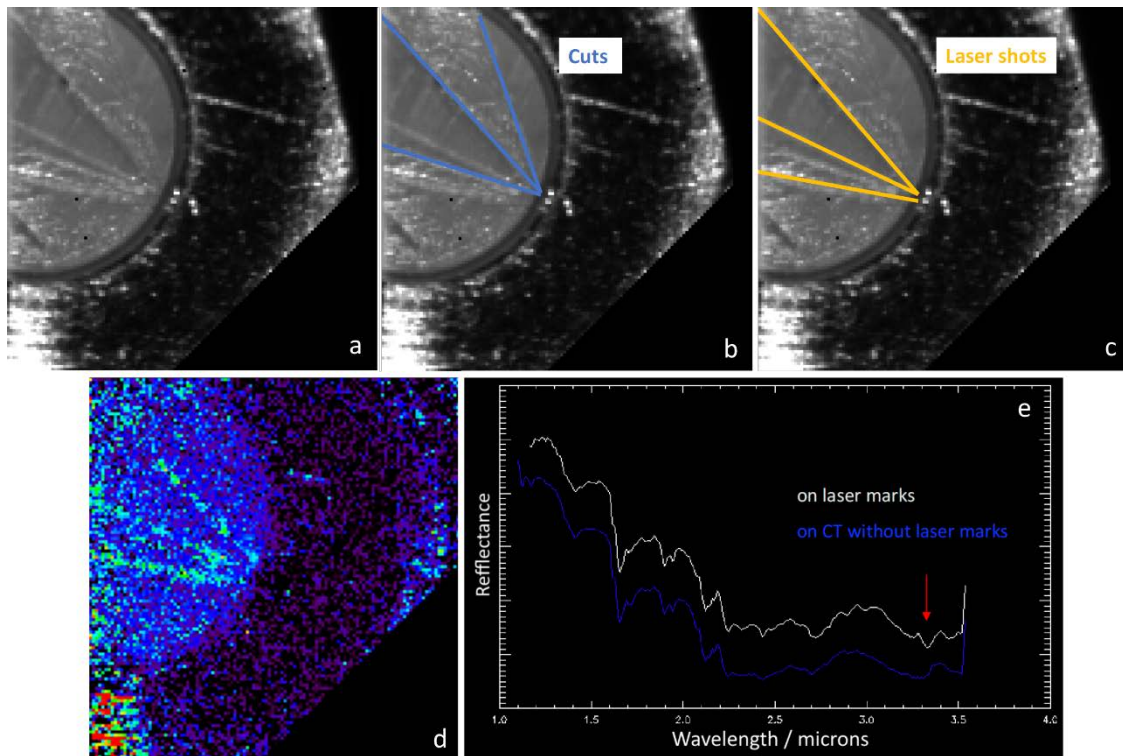 Cuts
Laser shots
a
b
c
d
e
on laser marks
on CT without laser marks
Refflectance
1.0
1.5
2.0
2.5
3.0
3.5
4.0
Wavelength / microns